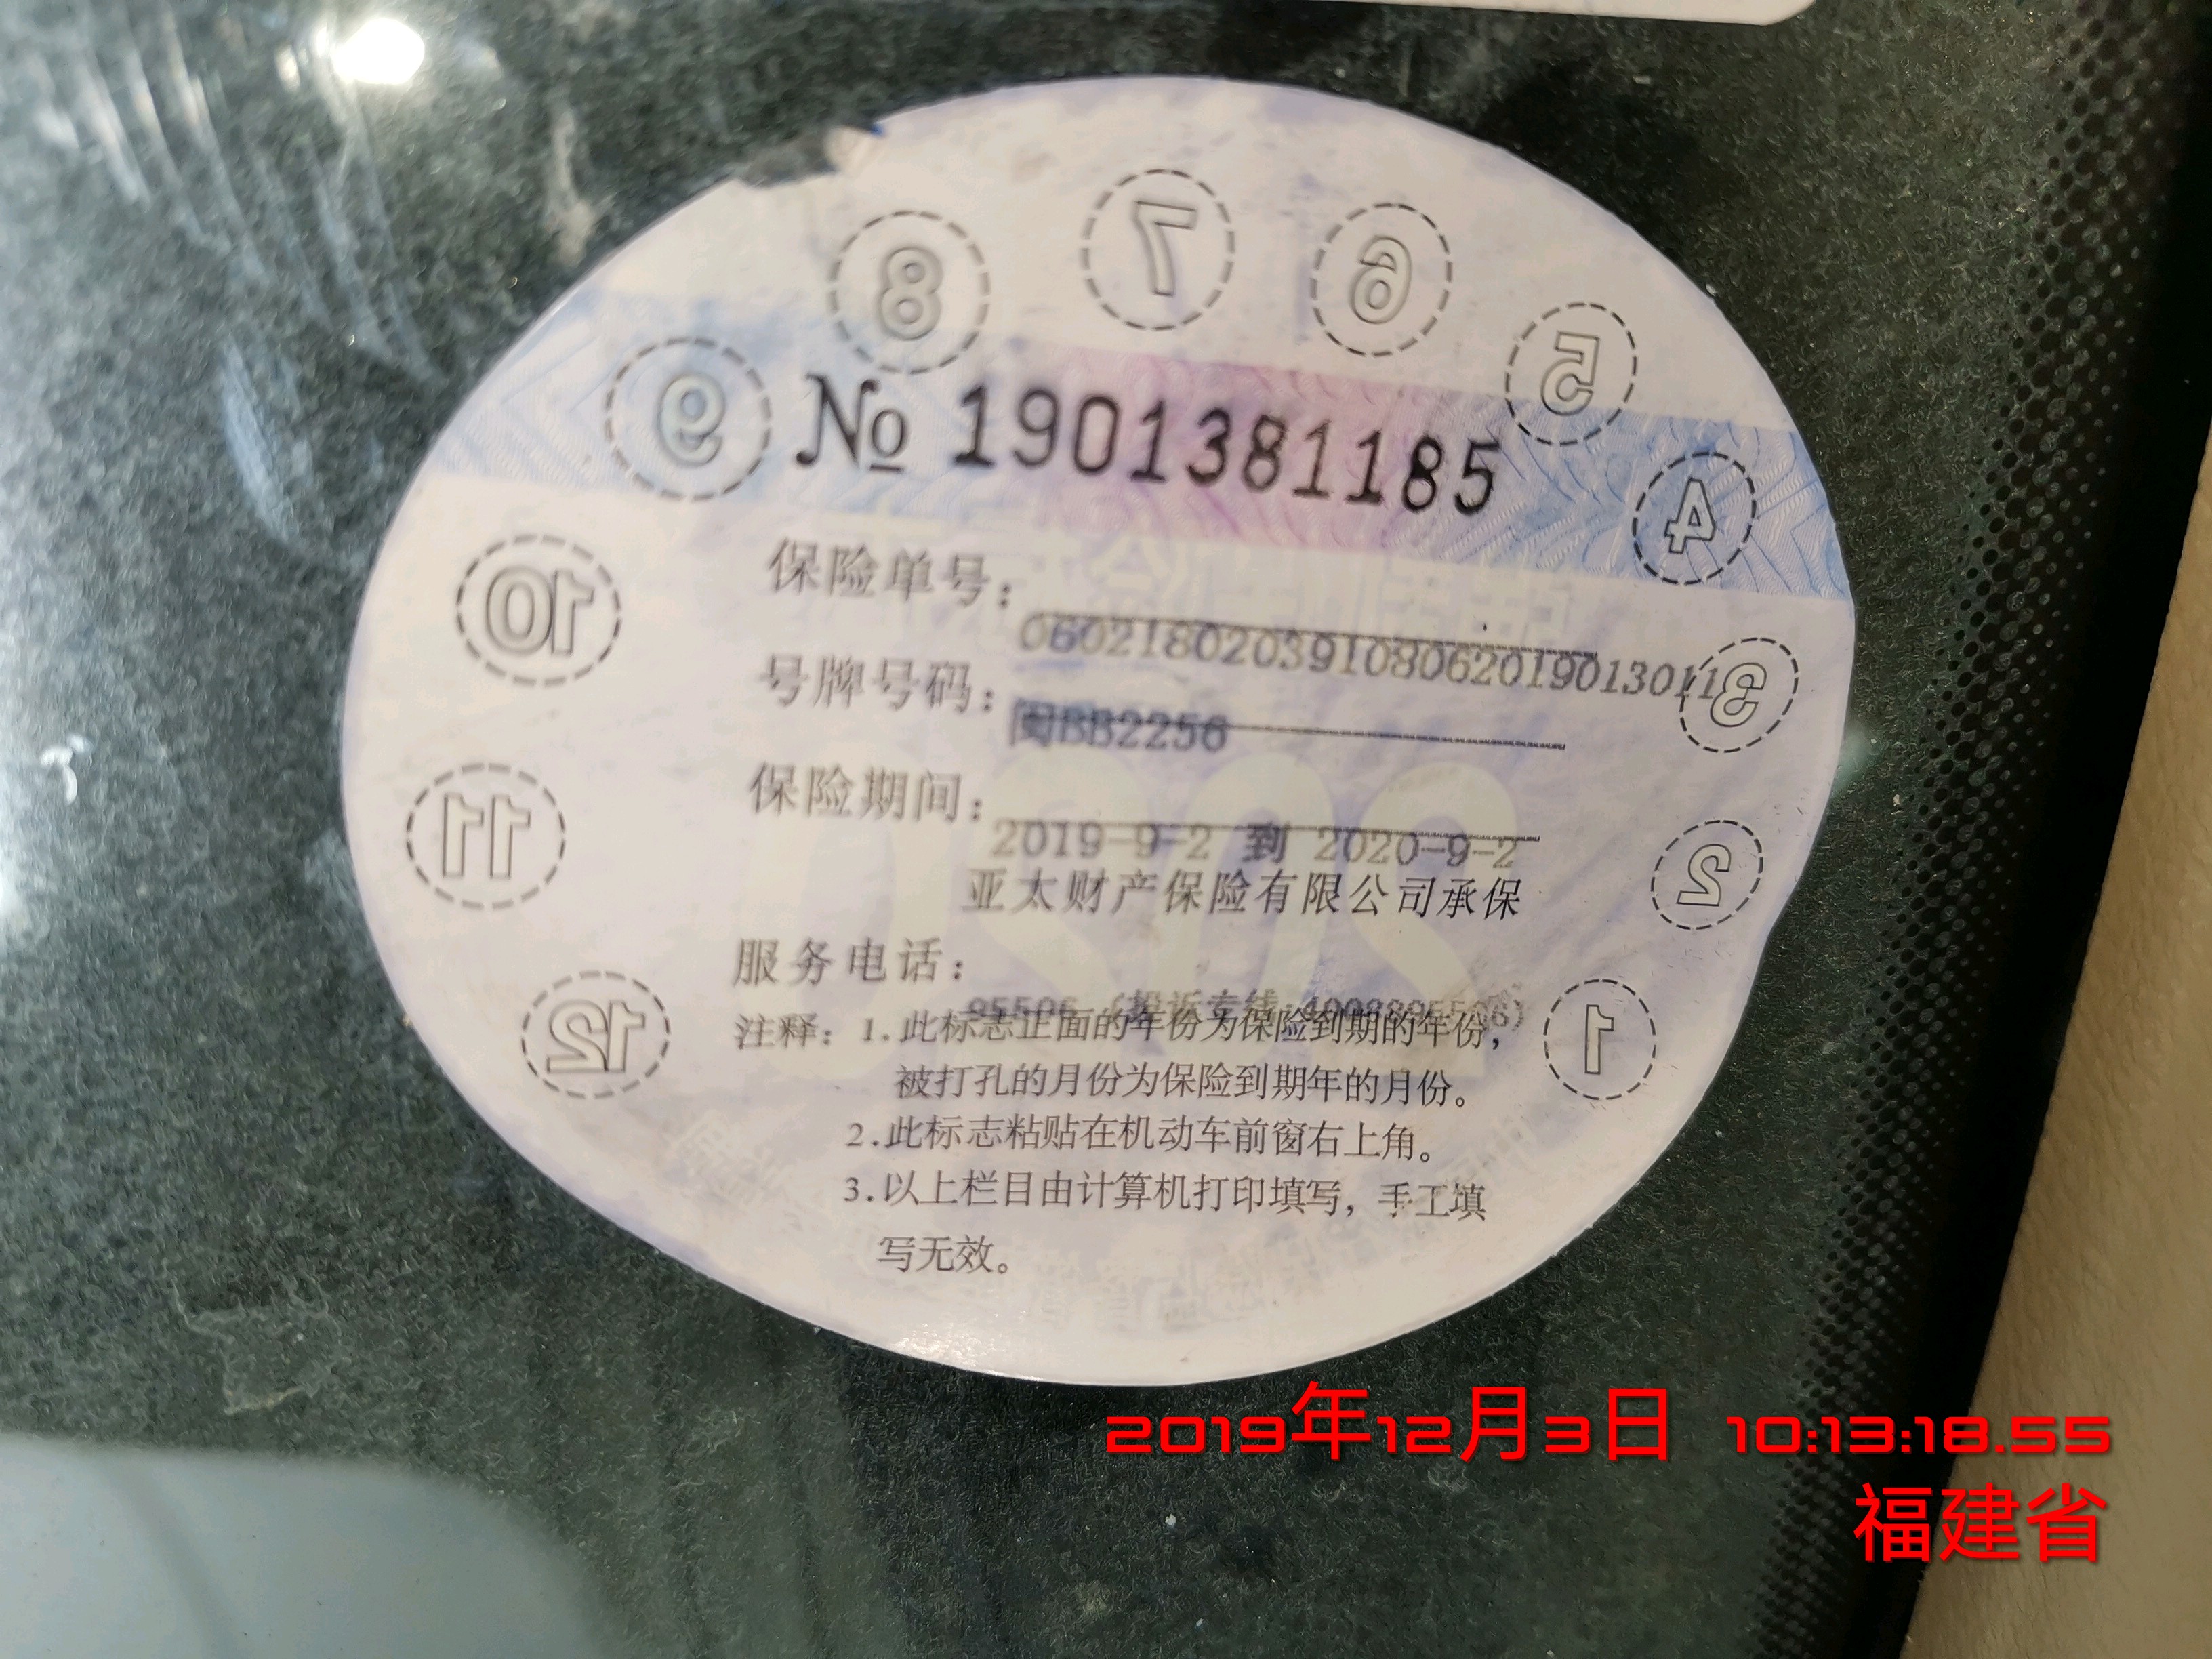 7
6
8
5
9
№ 1901381185
4
保险单号：
06021802039108062019013011
10
3
号牌号码：
闽BB2256
保险期间：
2019-9-2 到 2020-9-2
11
2
亚太财产保险有限公司承保
服务电话：
95506 (投诉专线:4008895506)
12
1
注释：1.此标志正面的年份为保险到期的年份，
被打孔的月份为保险到期年的月份。
2.此标志粘贴在机动车前窗右上角。
3.以上栏目由计算机打印填写，手工填
写无效。
2019年12月3日 10:13:18.55
福建省